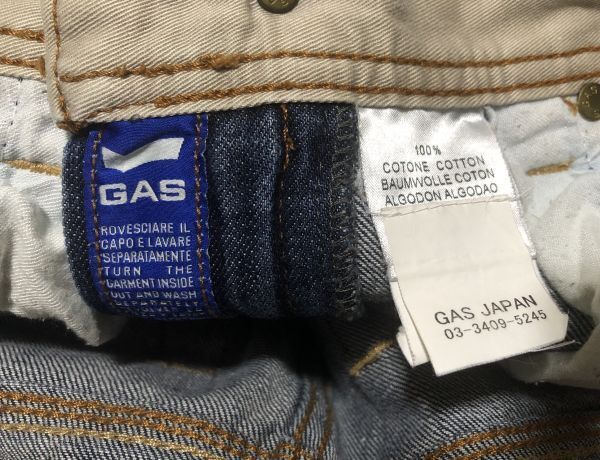 GAS
ROVESCIARE IL
CAPO E LAVARE
SEPARATAMENTE
TURN THE
GARMENT INSIDE
OUT AND WASH
SEPARATELY
100%
COTONE COTTON
BAUMWOLLE COTON
ALGODON ALGODAO
GAS JAPAN
03-3409-5245